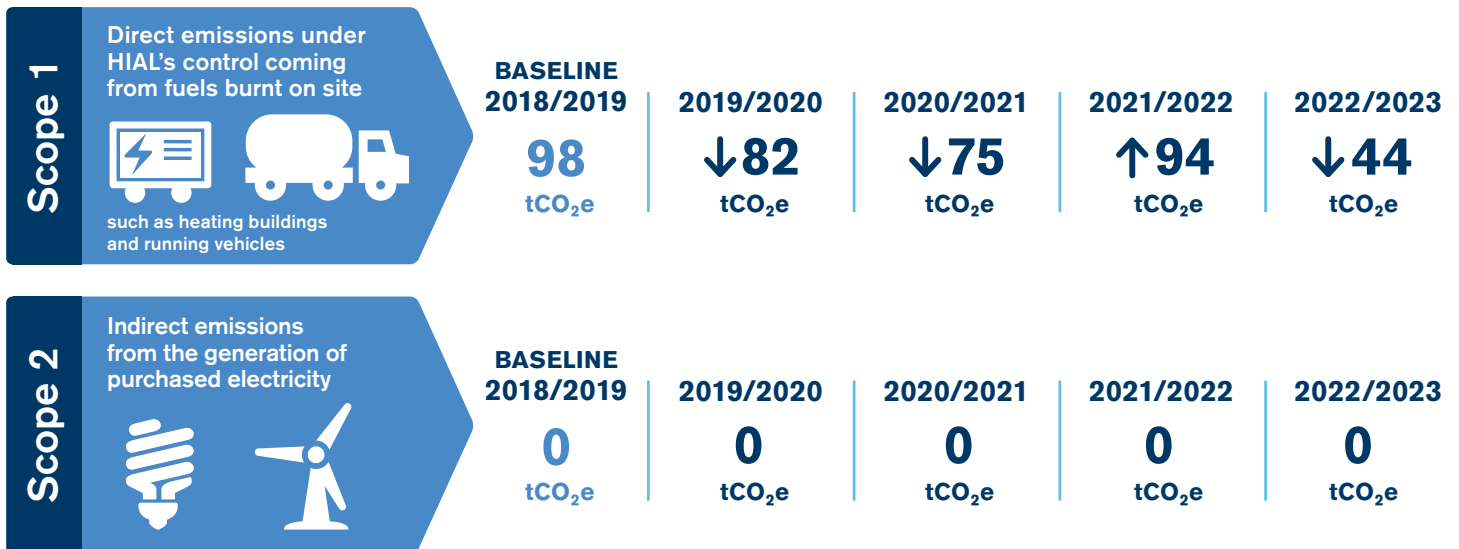 Scope 1
Direct emissions under
HIAL’s control coming
from fuels burnt on site
such as heating buildings
and running vehicles
BASELINE
2018/2019
98
tCO₂e
2019/2020
↓82
tCO₂e
2020/2021
↓75
tCO₂e
2021/2022
↑94
tCO₂e
2022/2023
↓44
tCO₂e
Scope 2
Indirect emissions
from the generation of
purchased electricity
BASELINE
2018/2019
0
tCO₂e
2019/2020
0
tCO₂e
2020/2021
0
tCO₂e
2021/2022
0
tCO₂e
2022/2023
0
tCO₂e